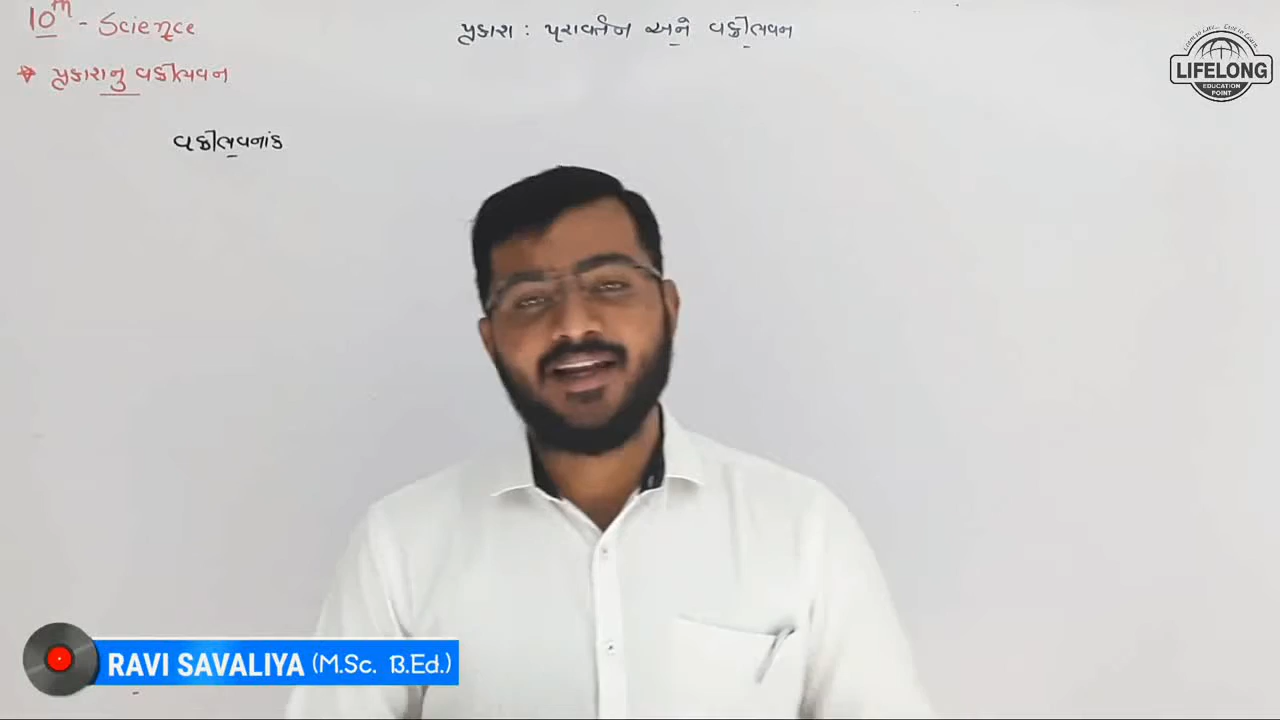 10th - Science
પ્રકાશ : પરાવર્તન અને વક્રીભવન
પ્રકાશનુ વક્રીભવન
વક્રીભવનાંક
LIFELONG
EDUCATION
POINT
RAVI SAVALIYA (M.Sc. B.Ed.)